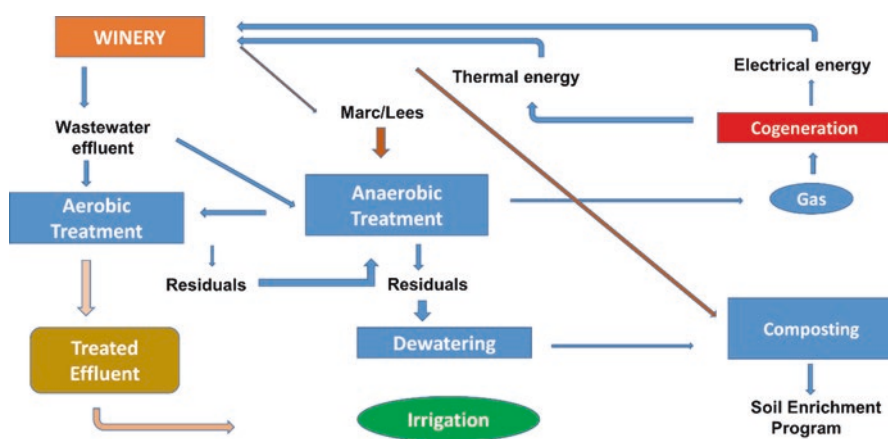 WINERY
Thermal energy
Electrical energy
Marc/Lees
Cogeneration
Wastewater
effluent
Anaerobic
Treatment
Aerobic
Treatment
Gas
Residuals
Residuals
Composting
Dewatering
Treated
Effluent
Irrigation
Soil Enrichment
Program